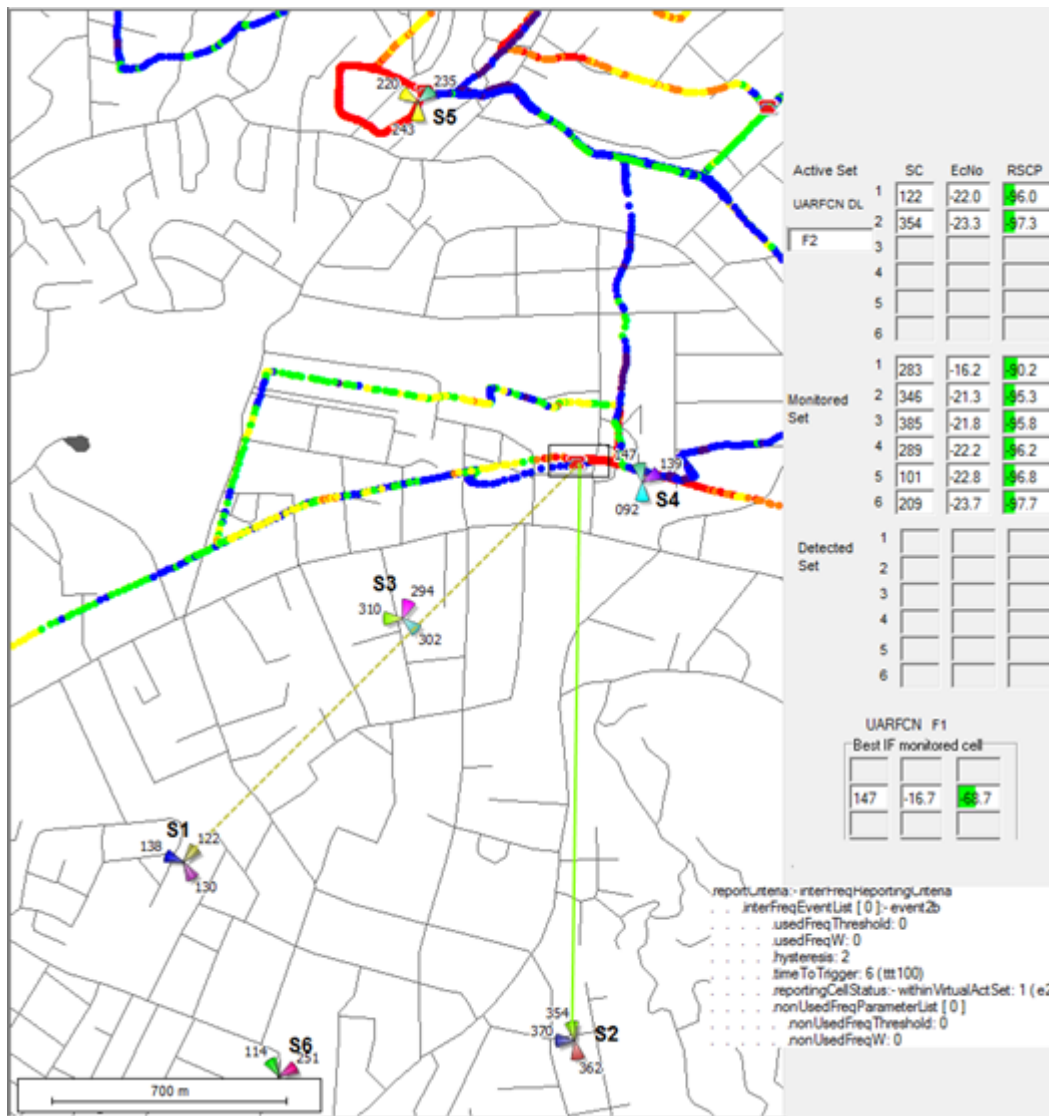 220
235
243
S5
147
139
092
S4
S3
294
310
302
S1
138
122
130
354
370
S2
362
114
S6
251
700 m
Active Set
SC EcNo RSCP
UARFCN DL
F2
1 122 -22.0 -96.0
2 354 -23.3 -97.3
3
4
5
6
Monitored
Set
1 283 -16.2 -90.2
2 346 -21.3 -95.3
3 385 -21.8 -95.8
4 289 -22.2 -96.2
5 101 -22.8 -96.8
6 209 -23.7 -97.7
Detected
Set
1
2
3
4
5
6
UARFCN F1
Best IF monitored cell
147 -16.7 -68.7
.reportCriteria:- interFreqReportingCriteria
. . . .interFreqEventList [ 0 ]:- event2b
. . . . . .usedFreqThreshold: 0
. . . . . .usedFreqW: 0
. . . . . .hysteresis: 2
. . . . . .timeToTrigger: 6 ( ttt100)
. . . . . .reportingCellStatus:- withinVirtualActSet: 1 ( e2
. . . . . .nonUsedFreqParameterList [ 0 ]
. . . . . . .nonUsedFreqThreshold: 0
. . . . . . .nonUsedFreqW: 0